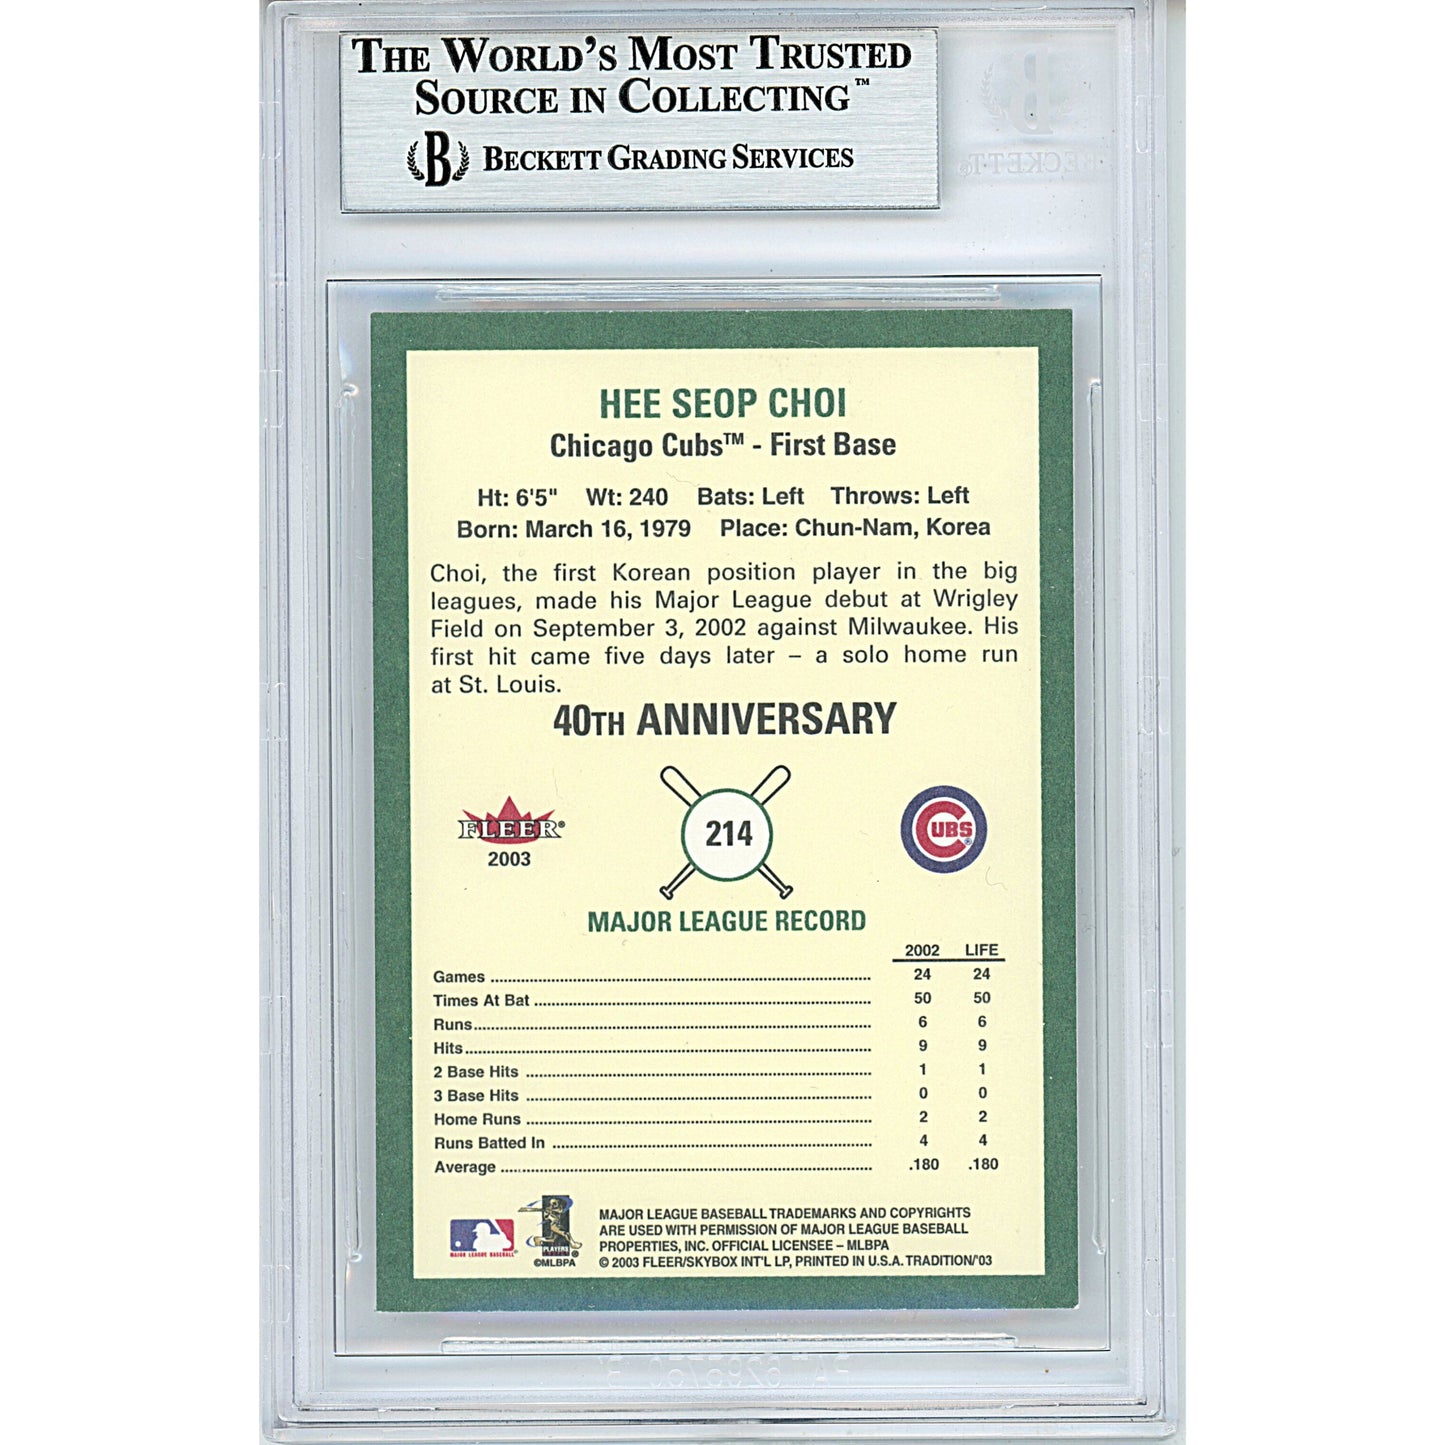 THE WORLD'S MOST TRUSTED
SOURCE IN COLLECTING™
B BECKETT GRADING SERVICES
BECKETT®
HEE SEOP CHOI
Chicago Cubs™ - First Base
Ht: 6'5" Wt: 240 Bats: Left Throws: Left
Born: March 16, 1979 Place: Chun-Nam, Korea
Choi, the first Korean position player in the big
leagues, made his Major League debut at Wrigley
Field on September 3, 2002 against Milwaukee. His
first hit came five days later – a solo home run
at St. Louis.
40TH ANNIVERSARY
FLEER®
2003
214
CUBS®
MAJOR LEAGUE RECORD
2002 LIFE
Games 24 24
Times At Bat 50 50
Runs 6 6
Hits 9 9
2 Base Hits 1 1
3 Base Hits 0 0
Home Runs 2 2
Runs Batted In 4 4
Average .180 .180
MAJOR LEAGUE BASEBALL®
PLAYERS
©MLBPA
MAJOR LEAGUE BASEBALL TRADEMARKS AND COPYRIGHTS
ARE USED WITH PERMISSION OF MAJOR LEAGUE BASEBALL
PROPERTIES, INC. OFFICIAL LICENSEE – MLBPA
© 2003 FLEER/SKYBOX INT'L LP, PRINTED IN U.S.A. TRADITION/'03